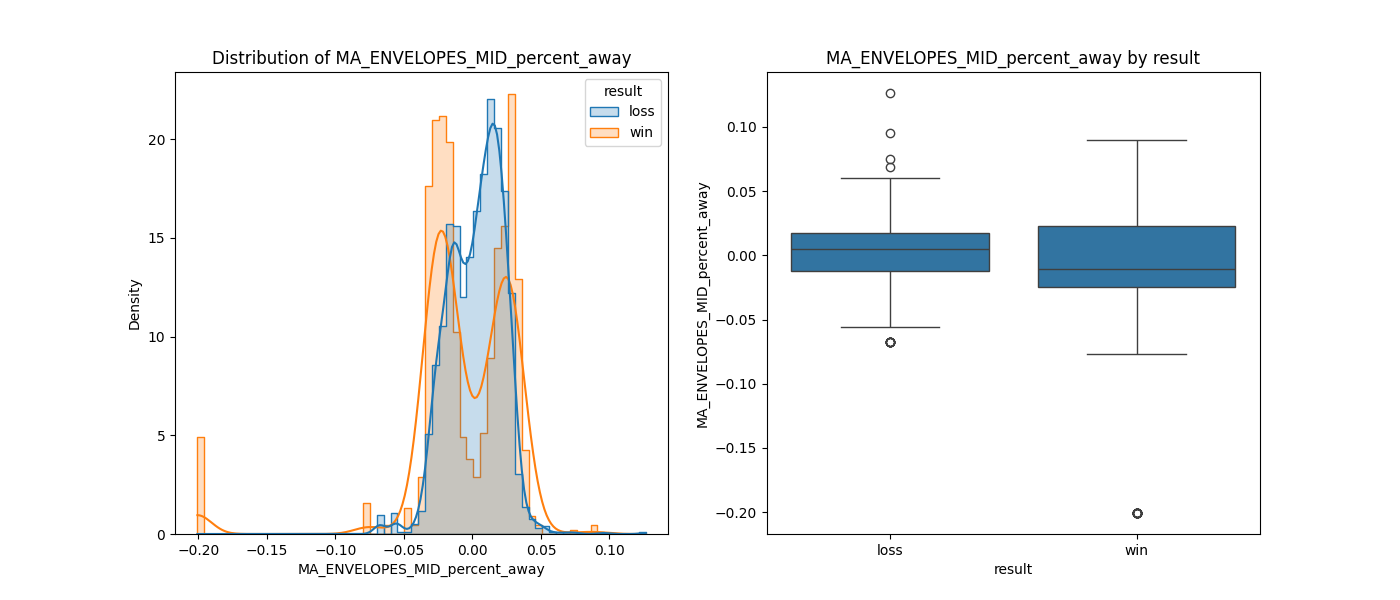 Distribution of MA_ENVELOPES_MID_percent_away
result
loss
win
Density
20
15
10
5
0
−0.20
−0.15
−0.10
−0.05
0.00
0.05
0.10
MA_ENVELOPES_MID_percent_away
MA_ENVELOPES_MID_percent_away by result
MA_ENVELOPES_MID_percent_away
0.10
0.05
0.00
−0.05
−0.10
−0.15
−0.20
loss
win
result